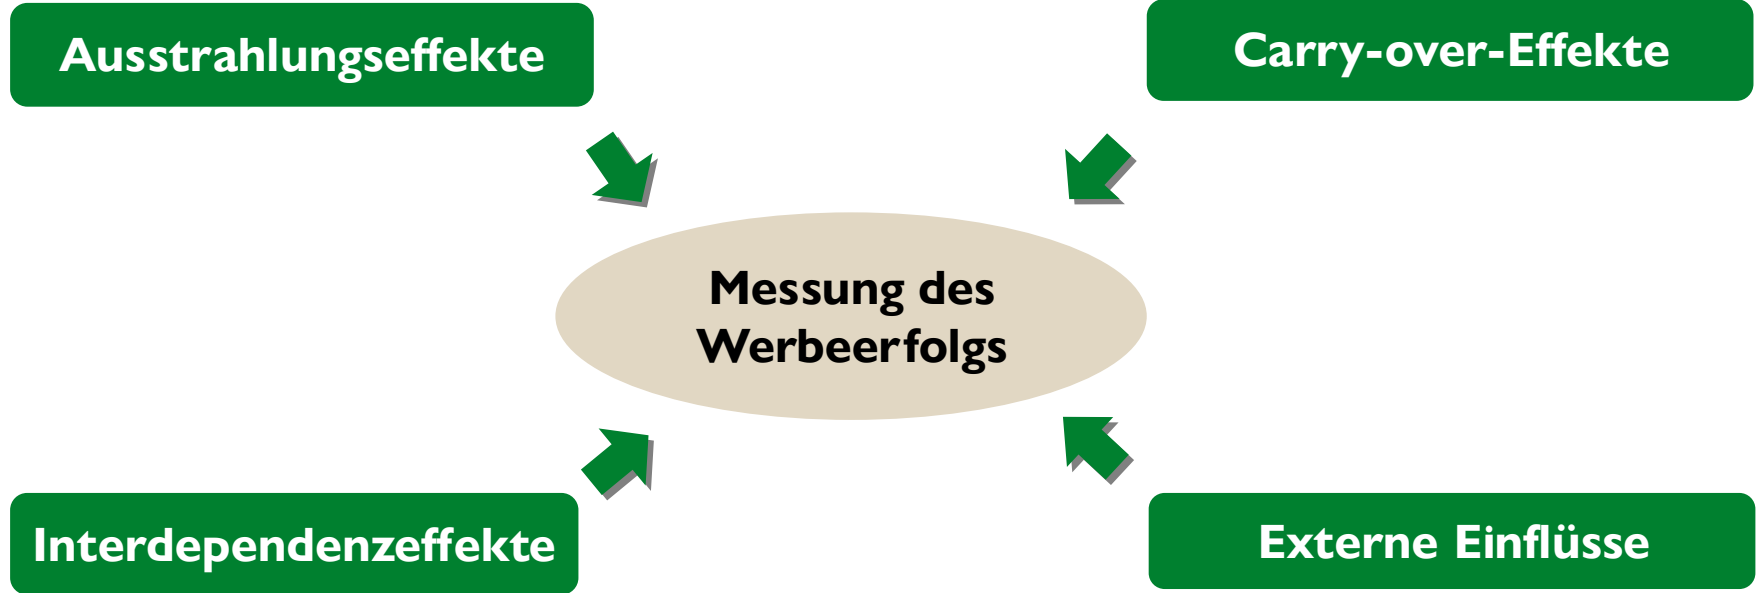 Ausstrahlungseffekte
Carry-over-Effekte
Messung des
Werbeerfolgs
Interdependenzeffekte
Externe Einflüsse